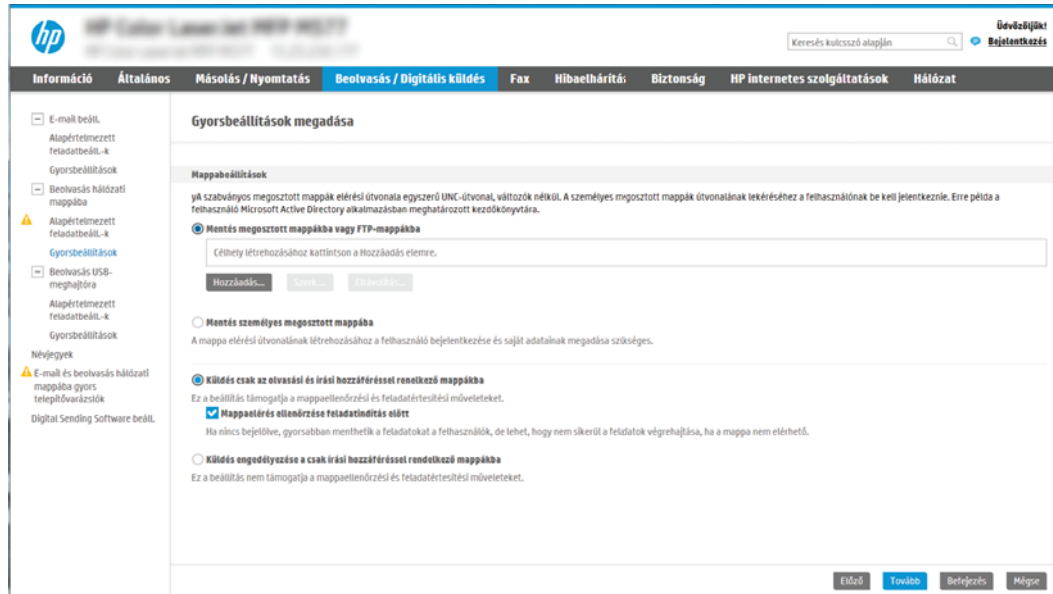 hp
Üdvözöljük!
Keresés kulcsszó alapján
Bejelentkezés
Információ Általános Másolás / Nyomtatás Beolvasás / Digitális küldés Fax Hibaelhárítás Biztonság HP internetes szolgáltatások Hálózat
E-mail beáll.
Alapértelmezett
feladatbeáll.-k
Gyorsbeállítások
Beolvasás hálózati
mappába
Alapértelmezett
feladatbeáll.-k
Gyorsbeállítások
Beolvasás USB-
meghajtóra
Alapértelmezett
feladatbeáll.-k
Gyorsbeállítások
Névjegyek
E-mail és beolvasás hálózati
mappába gyors
telepítővarázslók
Digital Sending Software beáll.
Gyorsbeállítások megadása
Mappabeállítások
yA szabványos megosztott mappák elérési útvonala egyszerű UNC-útvonal, változók nélkül. A személyes megosztott mappák útvonalának lekéréséhez a felhasználónak be kell jelentkeznie. Erre példa a
felhasználó Microsoft Active Directory alkalmazásban meghatározott kezdőkönyvtára.
Mentés megosztott mappákba vagy FTP-mappákba
Célhely létrehozásához kattintson a Hozzáadás elemre.
Hozzáadás... Szerk... Eltávolítás...
Mentés személyes megosztott mappába
A mappa elérési útvonalának létrehozásához a felhasználó bejelentkezése és saját adatainak megadása szükséges.
Küldés csak az olvasási és írási hozzáféréssel renelkező mappákba
Ez a beállítás támogatja a mappaellenőrzési és feladatértesítési műveleteket.
Mappaelérés ellenőrzése feladatindítás előtt
Ha nincs bejelölve, gyorsabban menthetik a feladatokat a felhasználók, de lehet, hogy nem sikerül a feldatok végrehajtása, ha a mappa nem elérhető.
Küldés engedélyezése a csak írási hozzáféréssel rendelkező mappákba
Ez a beállítás nem támogatja a mappaellenőrzési és feladatértesítési műveleteket.
Előző Tovább Befejezés Mégse